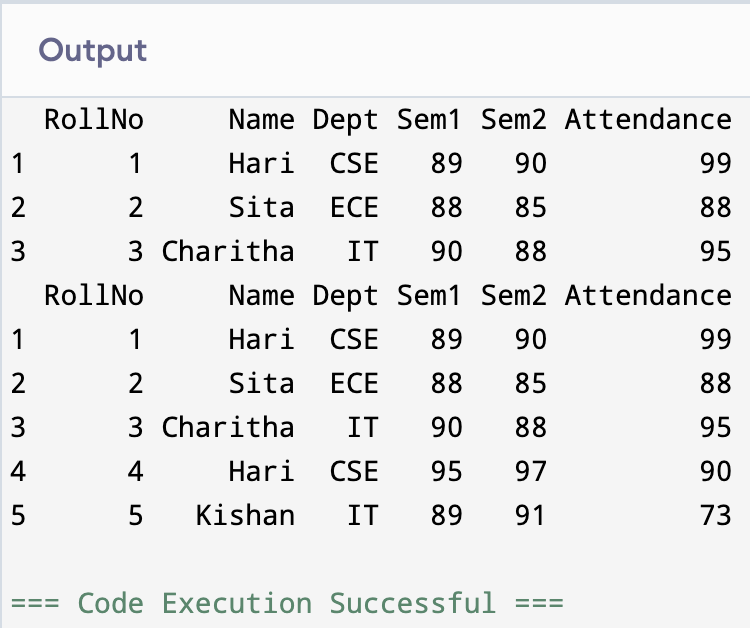 Output
  RollNo     Name Dept Sem1 Sem2 Attendance
1      1     Hari  CSE   89   90         99
2      2     Sita  ECE   88   85         88
3      3 Charitha   IT   90   88         95
  RollNo     Name Dept Sem1 Sem2 Attendance
1      1     Hari  CSE   89   90         99
2      2     Sita  ECE   88   85         88
3      3 Charitha   IT   90   88         95
4      4     Hari  CSE   95   97         90
5      5   Kishan   IT   89   91         73
=== Code Execution Successful ===